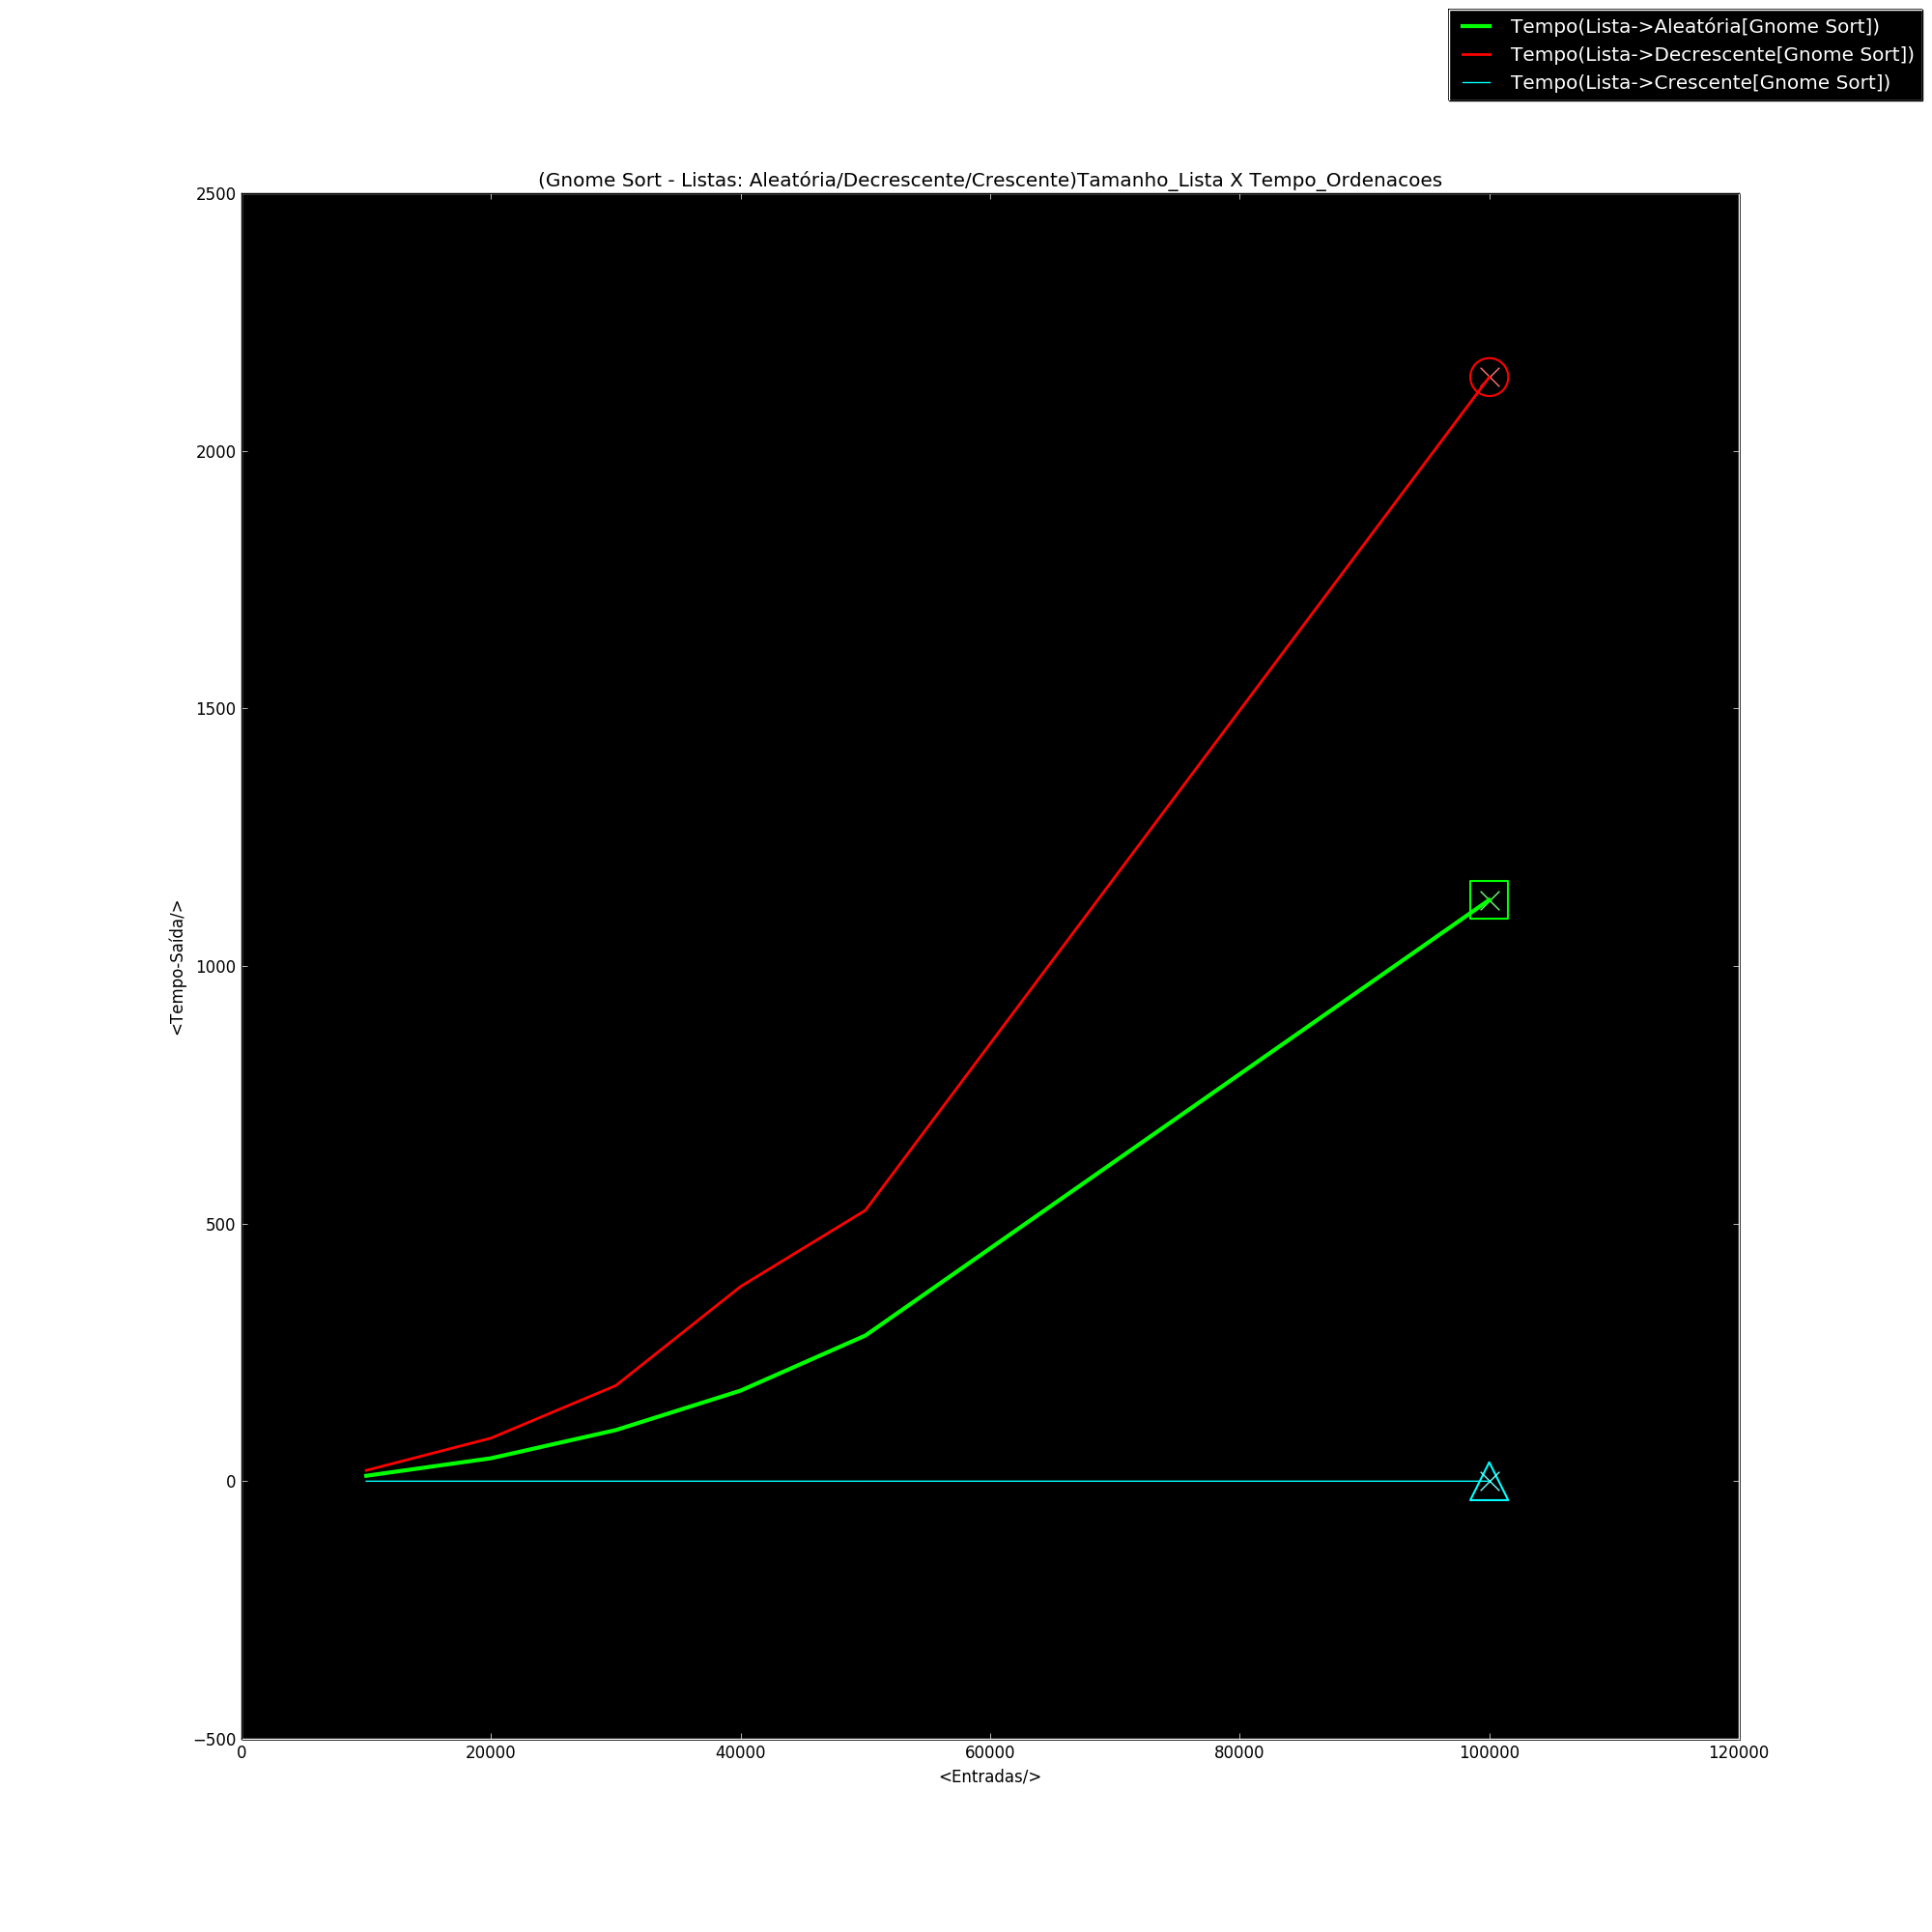 Tempo(Lista->Aleatória[Gnome Sort])
Tempo(Lista->Decrescente[Gnome Sort])
Tempo(Lista->Crescente[Gnome Sort])
(Gnome Sort - Listas: Aleatória/Decrescente/Crescente)Tamanho_Lista X Tempo_Ordenacoes
2500
2000
1500
1000
500
0
−500
<Tempo-Saída/>
0 20000 40000 60000 80000 100000 120000
<Entradas/>